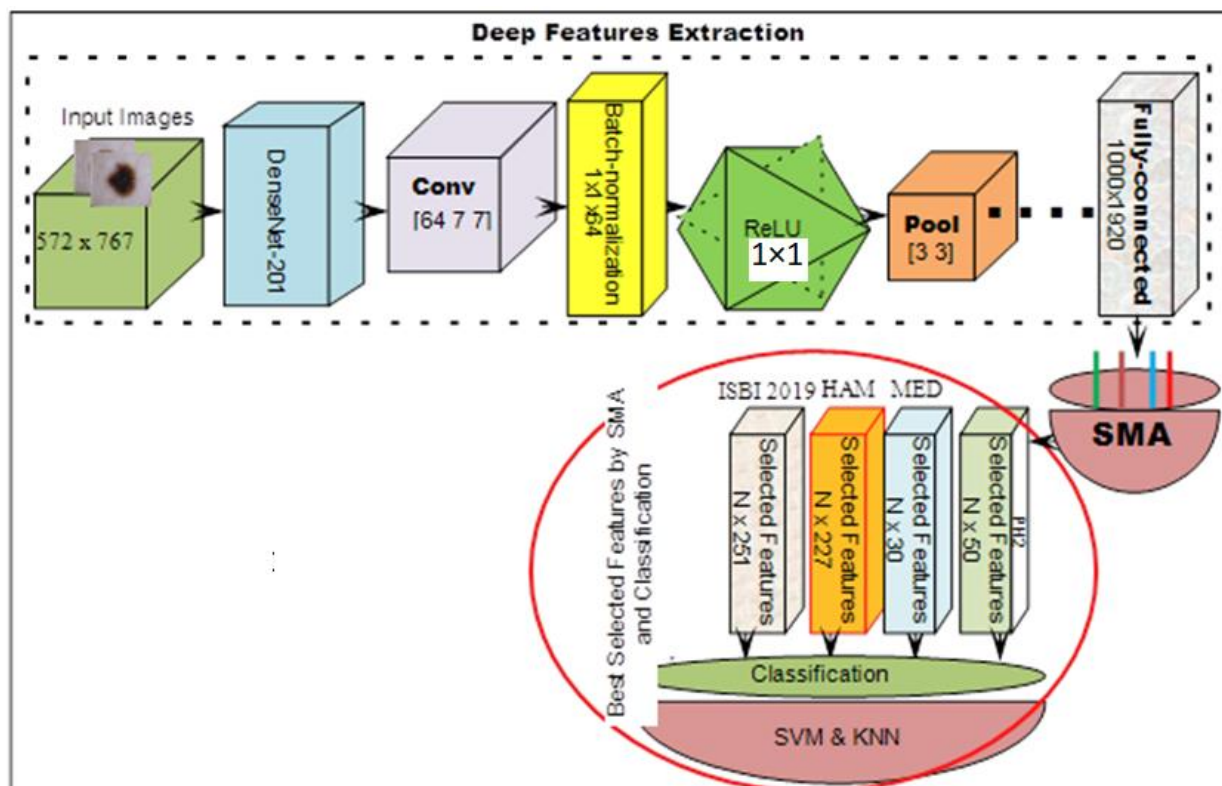 Deep Features Extraction
Input Images
572 x 767
DenseNet-201
Conv
[64 7 7]
Batch-normalization
1x1 x64
ReLU
1×1
Pool
[3 3]
Fully-connected
1000x1920
SMA
ISBI 2019 HAM MED
Selected Features
N x 251
Selected Features
N x 227
Selected Features
N x 30
Selected Features
N x 50
PH2
Best Selected Features by SMA
and Classification
Classification
SVM & KNN
: